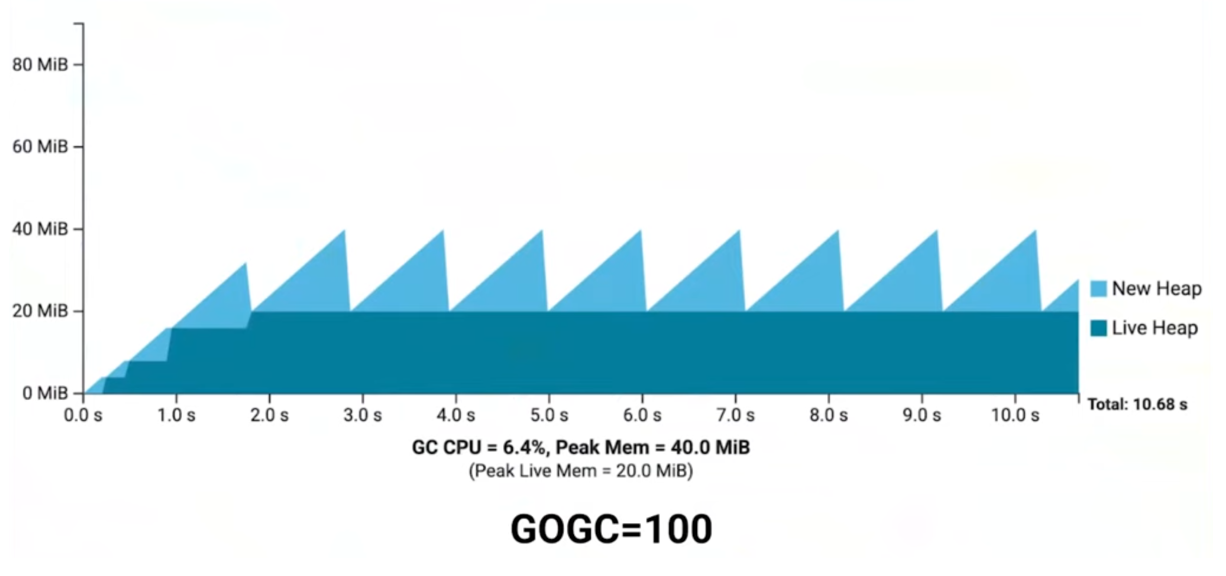 80 MiB
60 MiB
40 MiB
20 MiB
0 MiB
0.0 s 1.0 s 2.0 s 3.0 s 4.0 s 5.0 s 6.0 s 7.0 s 8.0 s 9.0 s 10.0 s
New Heap
Live Heap
Total: 10.68 s
GC CPU = 6.4%, Peak Mem = 40.0 MiB
(Peak Live Mem = 20.0 MiB)
GOGC=100